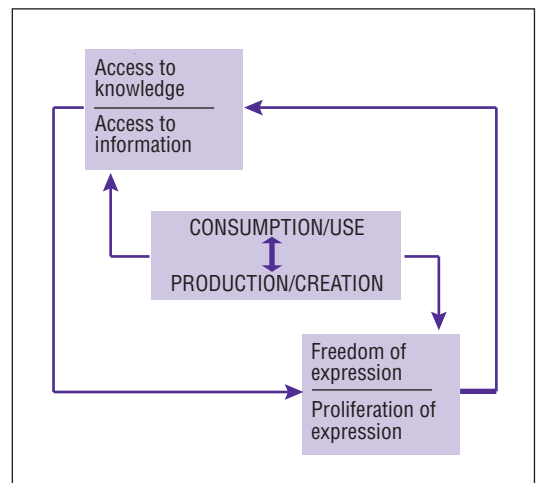 Access to
knowledge
Access to
information
CONSUMPTION/USE
PRODUCTION/CREATION
Freedom of
expression
Proliferation of
expression